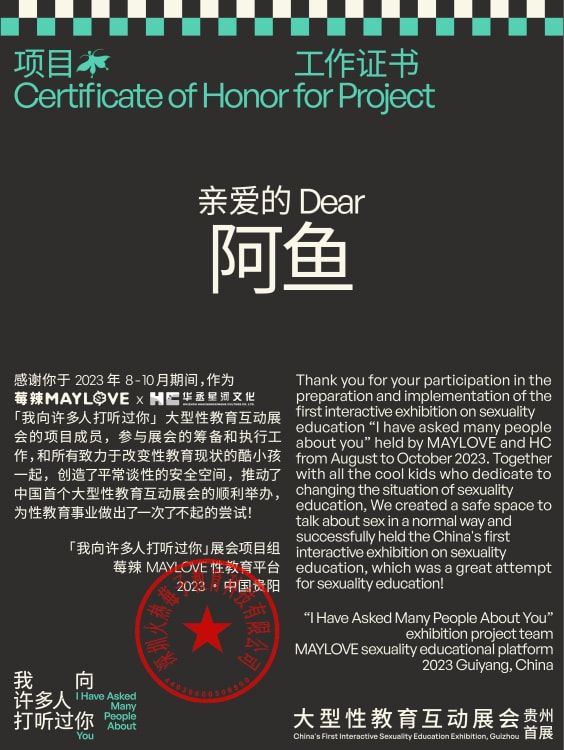 项目 工作证书
Certificate of Honor for Project
亲爱的 Dear
阿鱼
感谢你于 2023 年 8-10月期间,作为
莓辣MAYLOVE x HC 华丞星河文化
「我向许多人打听过你」大型性教育互动展
会的项目成员，参与展会的筹备和执行工
作,和所有致力于改变性教育现状的酷小孩
一起，创造了平常谈性的安全空间，推动了
中国首个大型性教育互动展会的顺利举办，
为性教育事业做出了一次了不起的尝试!
「我向许多人打听过你」展会项目组
莓辣 MAYLOVE 性教育平台
2023 · 中国贵阳
Thank you for your participation in the
preparation and implementation of the
first interactive exhibition on sexuality
education “I have asked many people
about you” held by MAYLOVE and HC
from August to October 2023. Together
with all the cool kids who dedicate to
changing the situation of sexuality
education, We created a safe space to
talk about sex in a normal way and
successfully held the China's first
interactive exhibition on sexuality
education, which was a great attempt
for sexuality education!
“I Have Asked Many People About You”
exhibition project team
MAYLOVE sexuality educational platform
2023 Guiyang, China
我 向
许多人
打听过你
I Have Asked
Many
People
About
You
大型性教育互动展会 贵州
首展
China's First Interactive Sexuality Education Exhibition, Guizhou